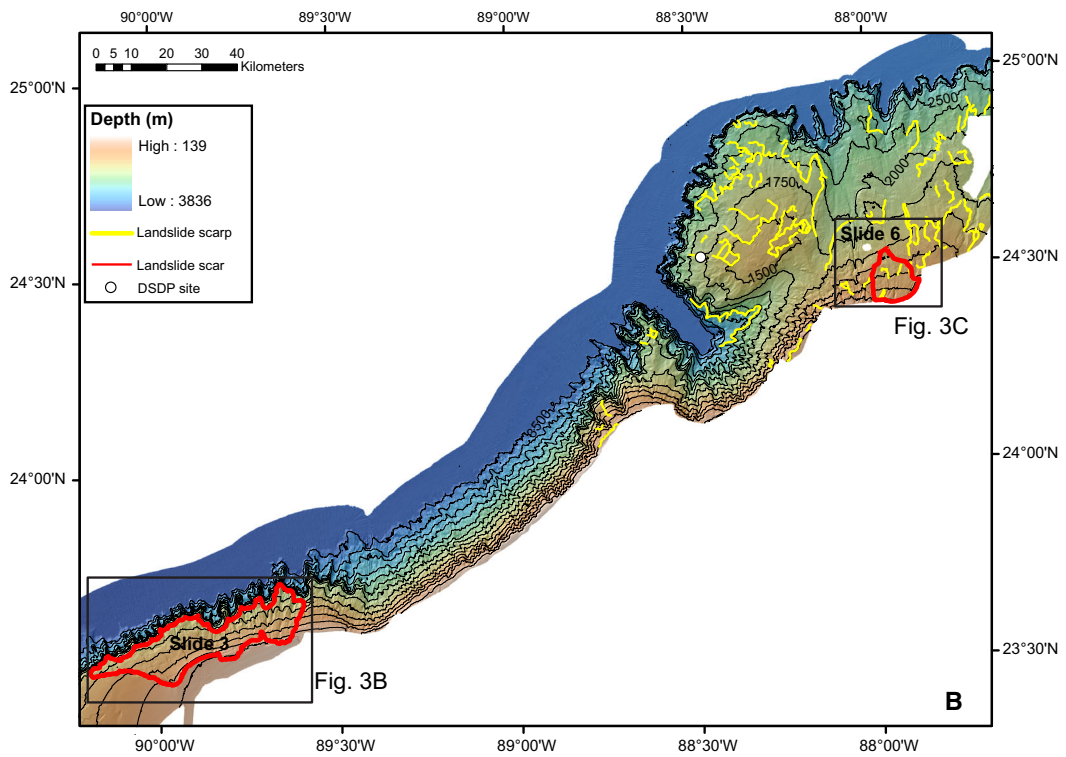 90°00'W 89°30'W 89°00'W 88°30'W 88°00'W
0 5 10 20 30 40
Kilometers
25°00'N
25°00'N
Depth (m)
High : 139
Low : 3836
Landslide scarp
Landslide scar
DSDP site
2500
2000
1750
1500
Slide 6
24°30'N
24°30'N
Fig. 3C
3500
24°00'N
24°00'N
Slide 3
23°30'N
Fig. 3B
B
90°00'W 89°30'W 89°00'W 88°30'W 88°00'W